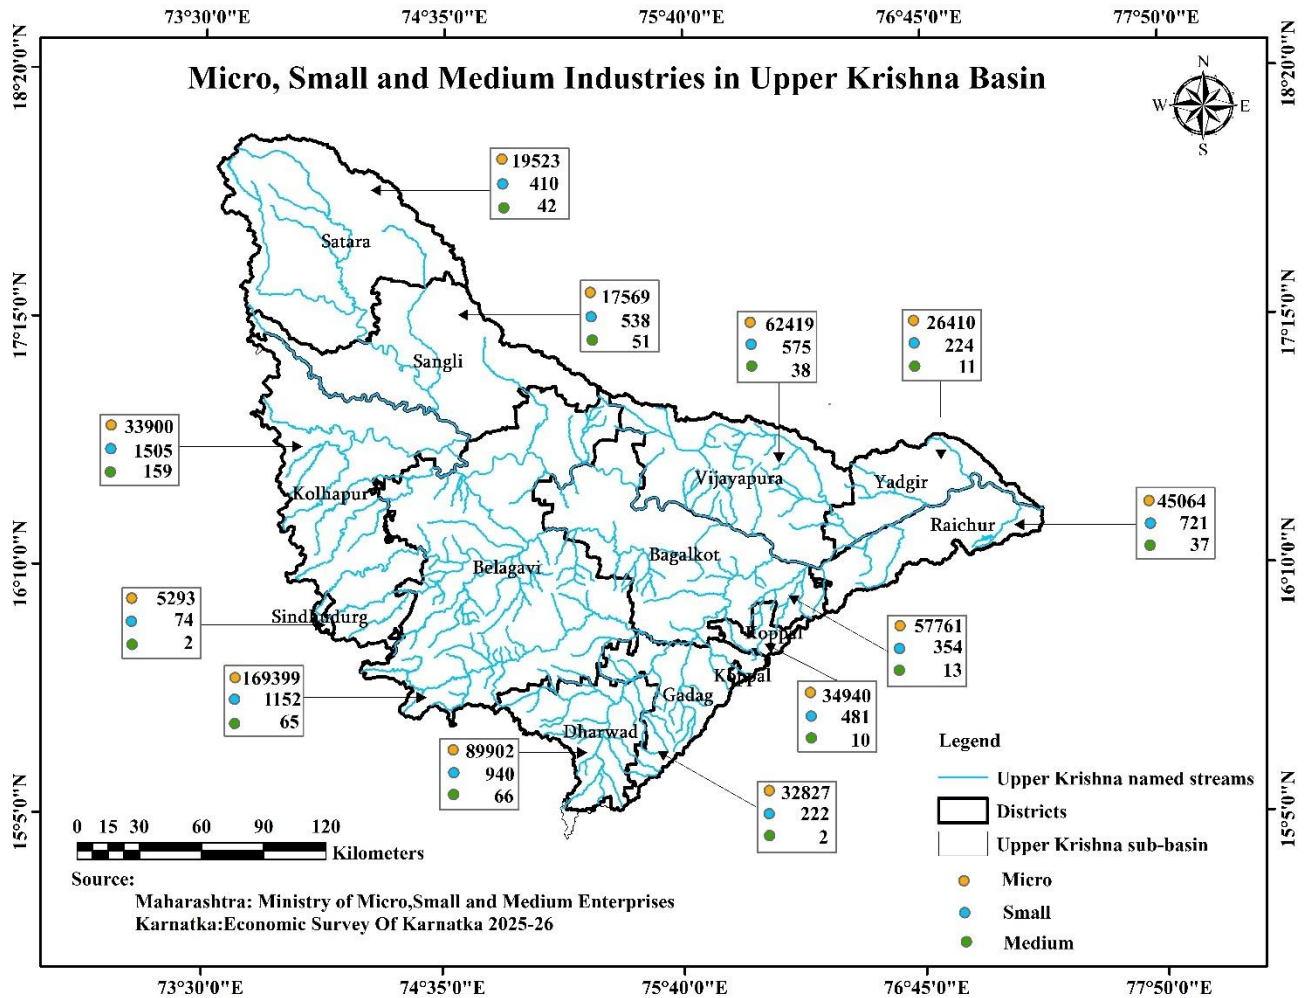 73°30'0"E 74°35'0"E 75°40'0"E 76°45'0"E 77°50'0"E
18°20'0"N
18°20'0"N
Micro, Small and Medium Industries in Upper Krishna Basin
N
W E
S
19523
410
42
Satara
17°15'0"N
17°15'0"N
17569
538
51
62419
575
38
26410
224
11
Sangli
33900
1505
159
Kolhapur
Vijayapura
Yadgir
Raichur
45064
721
37
16°10'0"N
16°10'0"N
Belagavi
Bagalkot
5293
74
2
Sindhudurg
Koppal
57761
354
13
Koppal
169399
1152
65
Gadag
34940
481
10
Dharwad
89902
940
66
32827
222
2
15°5'0"N
15°5'0"N
Legend
Upper Krishna named streams
Districts
Upper Krishna sub-basin
Micro
Small
Medium
0 15 30 60 90 120
Kilometers
Source:
Maharashtra: Ministry of Micro,Small and Medium Enterprises
Karnatka:Economic Survey Of Karnatka 2025-26
73°30'0"E 74°35'0"E 75°40'0"E 76°45'0"E 77°50'0"E